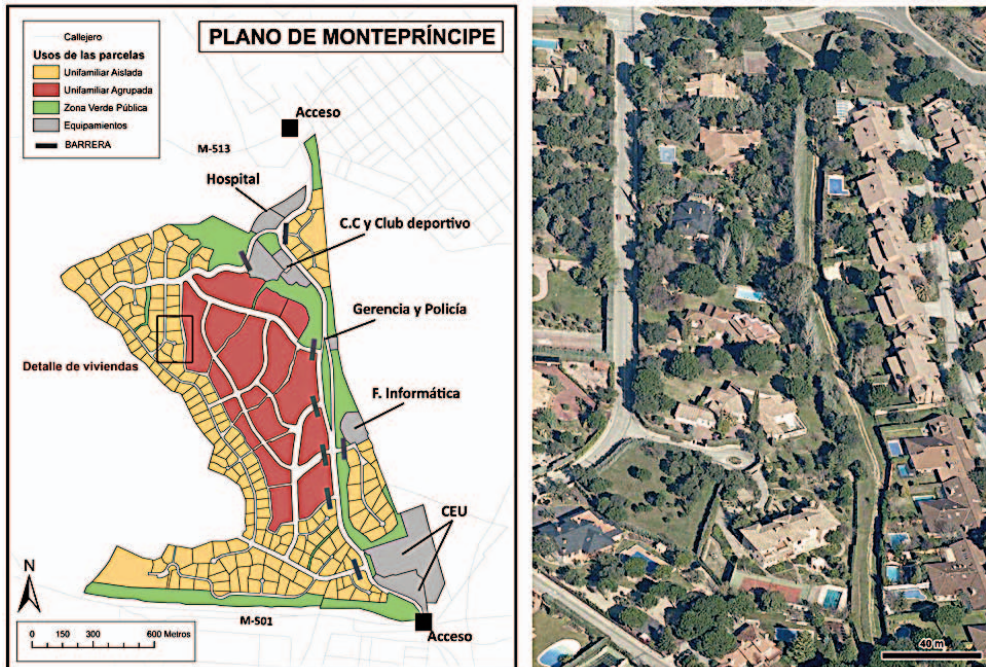 Callejero
Usos de las parcelas
Unifamiliar Aislada
Unifamiliar Agrupada
Zona Verde Pública
Equipamientos
BARRERA
PLANO DE MONTEPRÍNCIPE
Acceso
M-513
Hospital
C.C y Club deportivo
Gerencia y Policía
Detalle de viviendas
F. Informática
CEU
N
M-501
0 150 300 600 Metros
Acceso
40 m